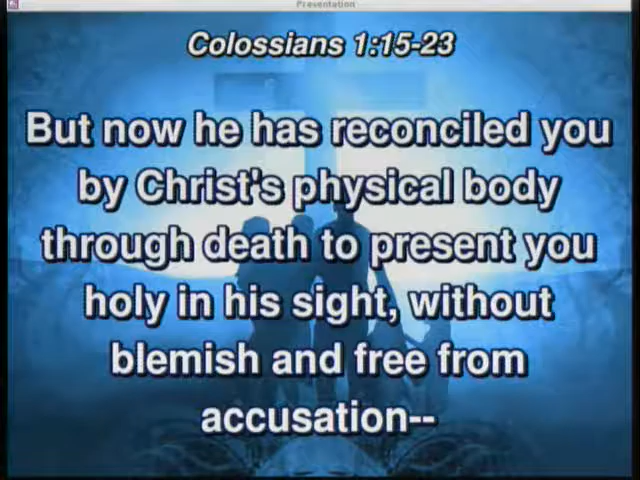 Presentation
Colossians 1:15-23
But now he has reconciled you
by Christ's physical body
through death to present you
holy in his sight, without
blemish and free from
accusation--